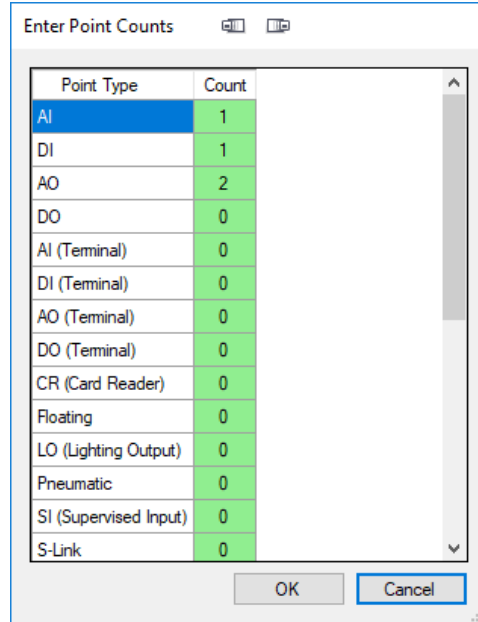 Enter Point Counts
Point Type Count
AI 1
DI 1
AO 2
DO 0
AI (Terminal) 0
DI (Terminal) 0
AO (Terminal) 0
DO (Terminal) 0
CR (Card Reader) 0
Floating 0
LO (Lighting Output) 0
Pneumatic 0
SI (Supervised Input) 0
S-Link 0
OK Cancel